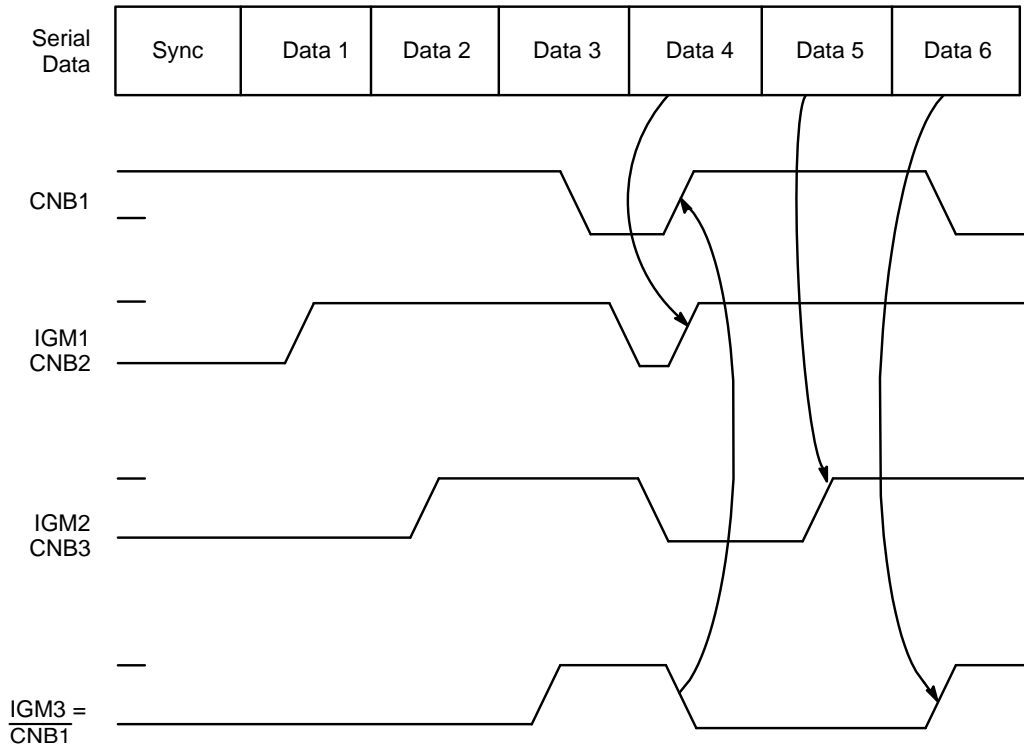 Serial
Data
Sync
Data 1
Data 2
Data 3
Data 4
Data 5
Data 6
CNB1
IGM1
CNB2
IGM2
CNB3
IGM3 =
CNB1